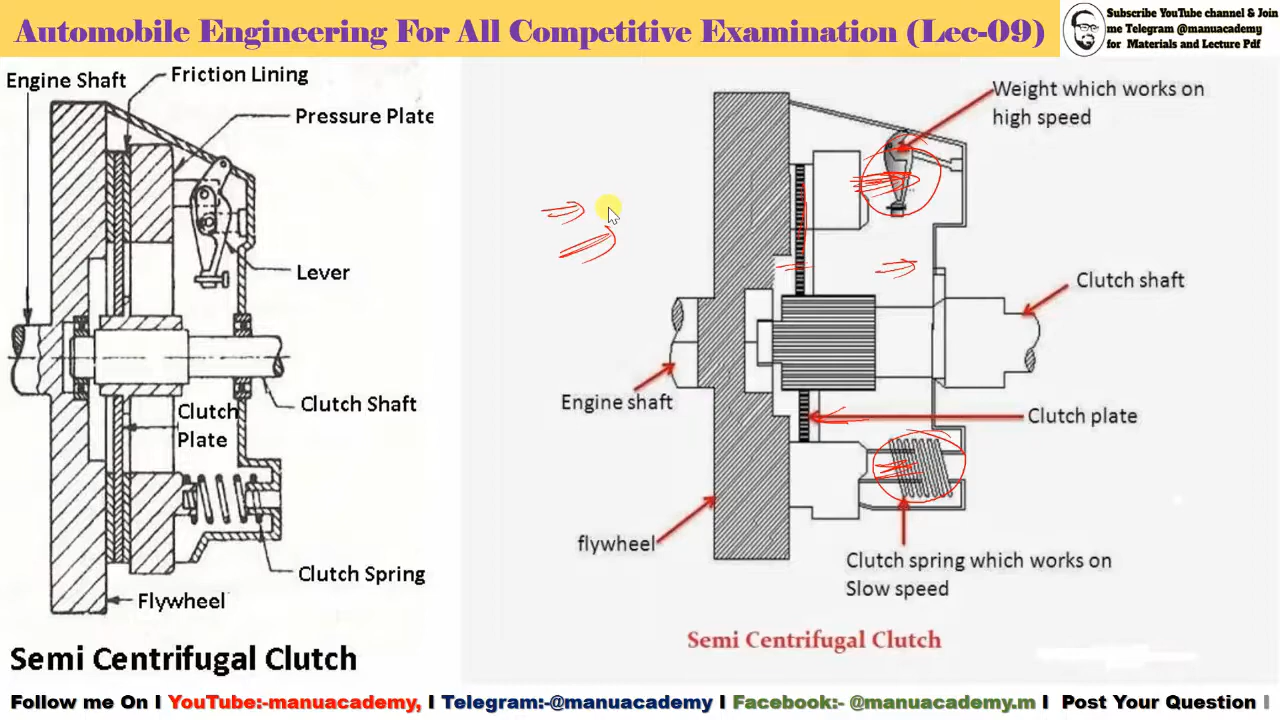 Automobile Engineering For All Competitive Examination (Lec-09)
Subscribe YouTube channel & Join
me Telegram @manuacademy
for Materials and Lecture Pdf
Engine Shaft
Friction Lining
Pressure Plate
Lever
Clutch Shaft
Clutch
Plate
Clutch Spring
Flywheel
Semi Centrifugal Clutch
Weight which works on
high speed
Clutch shaft
Engine shaft
Clutch plate
flywheel
Clutch spring which works on
Slow speed
Semi Centrifugal Clutch
Follow me On I YouTube:-manuacademy, I Telegram:-@manuacademy I Facebook:- @manuacademy.m I Post Your Question I